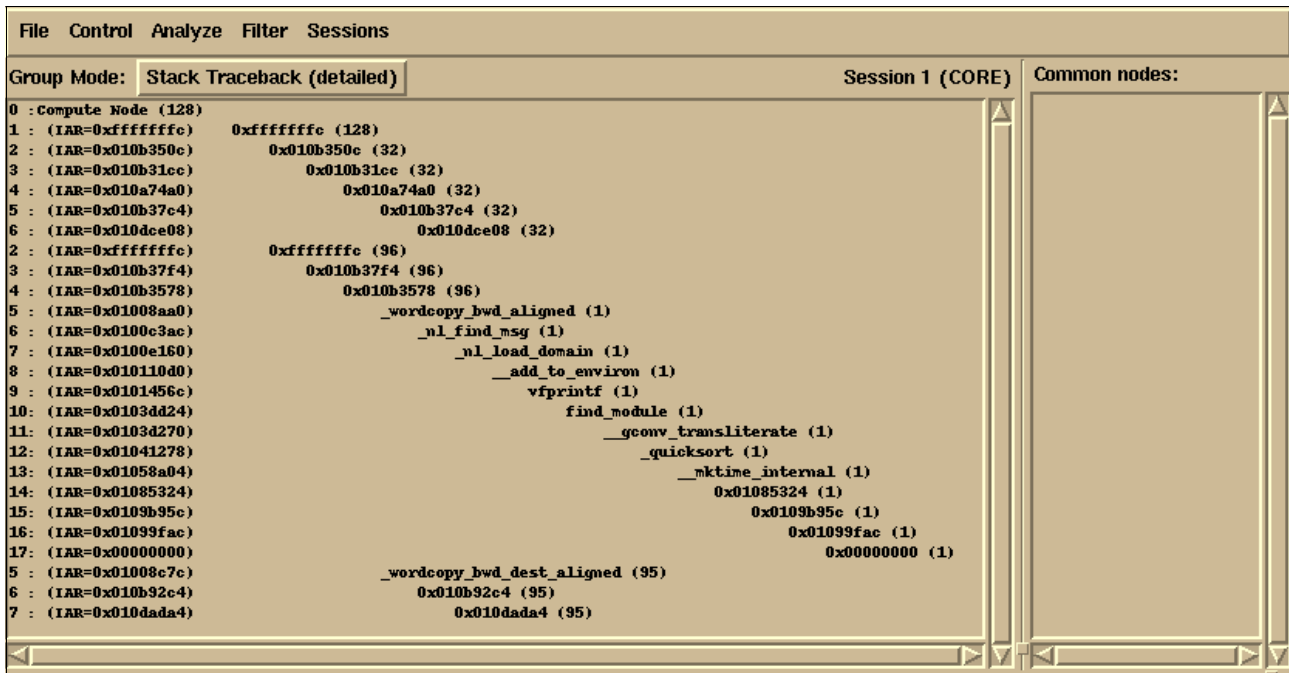 File Control Analyze Filter Sessions
Group Mode: Stack Traceback (detailed) Session 1 (CORE) Common nodes:
0 :Compute Node (128)
1 : (IAR=0xfffffffc) 0xfffffffc (128)
2 : (IAR=0x010b350c) 0x010b350c (32)
3 : (IAR=0x010b31cc) 0x010b31cc (32)
4 : (IAR=0x010a74a0) 0x010a74a0 (32)
5 : (IAR=0x010b37c4) 0x010b37c4 (32)
6 : (IAR=0x010dce08) 0x010dce08 (32)
2 : (IAR=0xfffffffc) 0xfffffffc (96)
3 : (IAR=0x010b37f4) 0x010b37f4 (96)
4 : (IAR=0x010b3578) 0x010b3578 (96)
5 : (IAR=0x01008aa0) _wordcopy_bwd_aligned (1)
6 : (IAR=0x0100c3ac) _nl_find_msg (1)
7 : (IAR=0x0100e160) _nl_load_domain (1)
8 : (IAR=0x010110d0) __add_to_environ (1)
9 : (IAR=0x0101456c) vfprintf (1)
10: (IAR=0x0103dd24) find_module (1)
11: (IAR=0x0103d270) __gconv_transliterate (1)
12: (IAR=0x01041278) _quicksort (1)
13: (IAR=0x01058a04) __mktime_internal (1)
14: (IAR=0x01085324) 0x01085324 (1)
15: (IAR=0x0109b95c) 0x0109b95c (1)
16: (IAR=0x01099fac) 0x01099fac (1)
17: (IAR=0x00000000) 0x00000000 (1)
5 : (IAR=0x01008c7c) _wordcopy_bwd_dest_aligned (95)
6 : (IAR=0x010b92c4) 0x010b92c4 (95)
7 : (IAR=0x010dada4) 0x010dada4 (95)